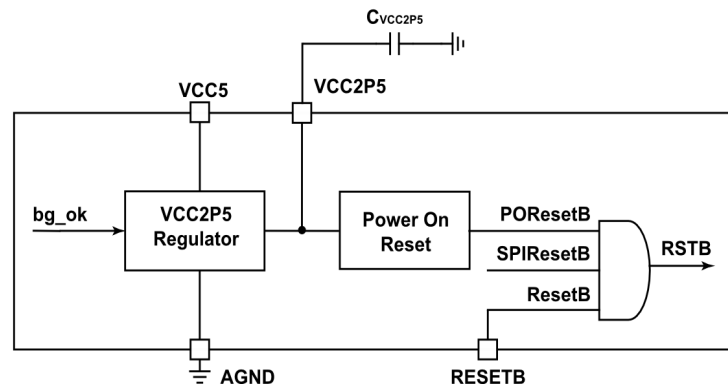 CVCC2P5
VCC5
VCC2P5
bg_ok
VCC2P5
Regulator
Power On
Reset
POResetB
SPIResetB
ResetB
RSTB
AGND
RESETB